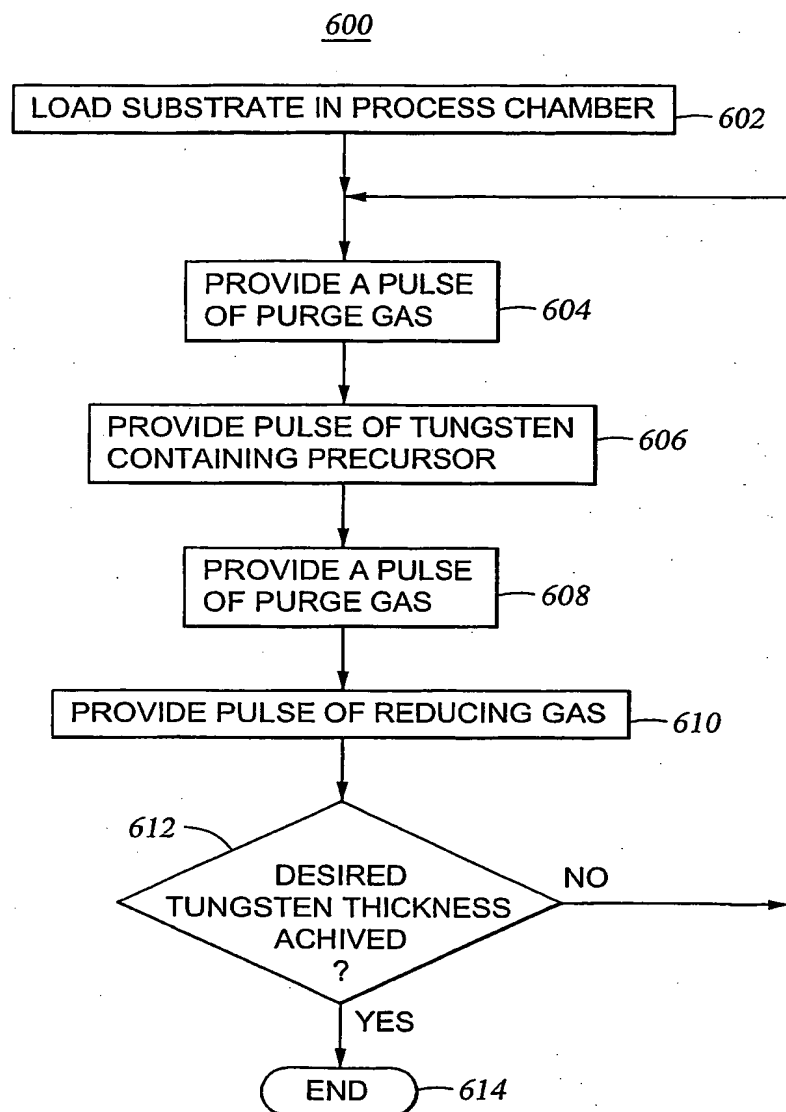 600
LOAD SUBSTRATE IN PROCESS CHAMBER
602
PROVIDE A PULSE
OF PURGE GAS
604
PROVIDE PULSE OF TUNGSTEN
CONTAINING PRECURSOR
606
PROVIDE A PULSE
OF PURGE GAS
608
PROVIDE PULSE OF REDUCING GAS
610
612
DESIRED
TUNGSTEN THICKNESS
ACHIVED
?
NO
YES
END
614